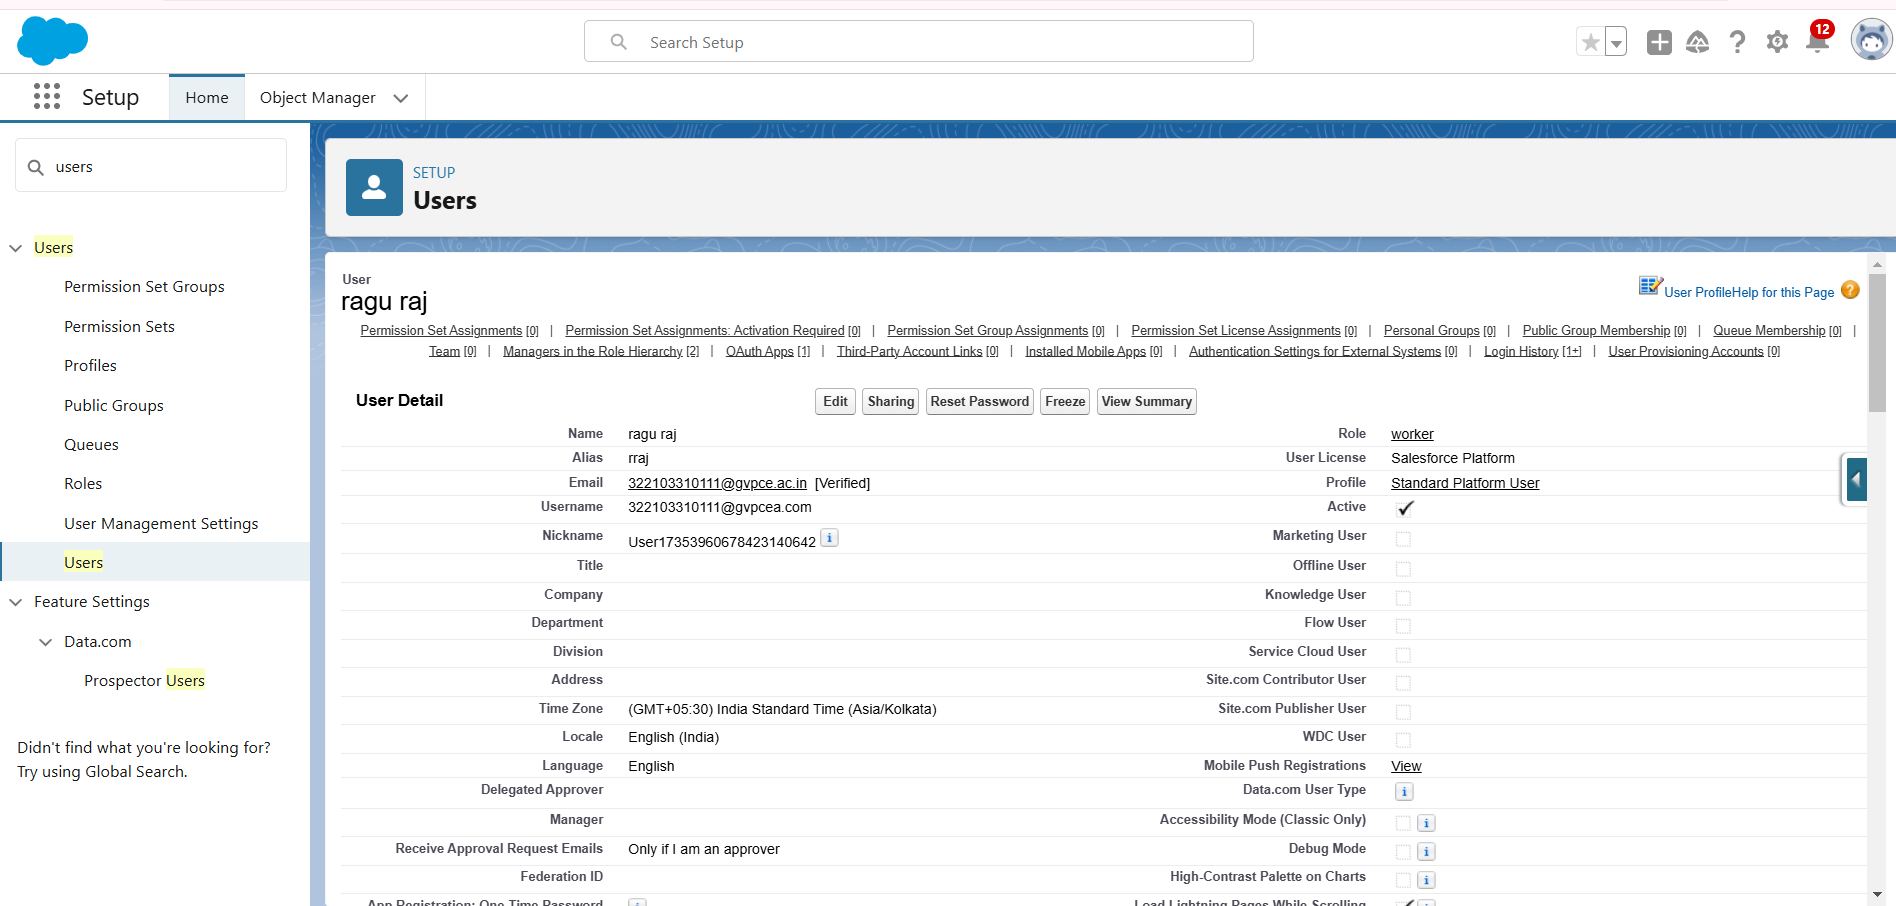 Search Setup
12
Setup
Home
Object Manager
users
Users
Permission Set Groups
Permission Sets
Profiles
Public Groups
Queues
Roles
User Management Settings
Users
Feature Settings
Data.com
Prospector Users
Didn't find what you're looking for?
Try using Global Search.
SETUP
Users
User
ragu raj
User Profile Help for this Page ?
Permission Set Assignments [0] | Permission Set Assignments: Activation Required [0] | Permission Set Group Assignments [0] | Permission Set License Assignments [0] | Personal Groups [0] | Public Group Membership [0] | Queue Membership [0] |
Team [0] | Managers in the Role Hierarchy [2] | OAuth Apps [1] | Third-Party Account Links [0] | Installed Mobile Apps [0] | Authentication Settings for External Systems [0] | Login History [1+] | User Provisioning Accounts [0]
User Detail
Edit Sharing Reset Password Freeze View Summary
Name ragu raj Role worker
Alias rraj User License Salesforce Platform
Email 322103310111@gvpce.ac.in [Verified] Profile Standard Platform User
Username 322103310111@gvpcea.com Active
Nickname User17353960678423140642 i Marketing User
Title Offline User
Company Knowledge User
Department Flow User
Division Service Cloud User
Address Site.com Contributor User
Time Zone (GMT+05:30) India Standard Time (Asia/Kolkata) Site.com Publisher User
Locale English (India) WDC User
Language English Mobile Push Registrations View
Delegated Approver Data.com User Type i
Manager Accessibility Mode (Classic Only) i
Receive Approval Request Emails Only if I am an approver Debug Mode i
Federation ID High-Contrast Palette on Charts i
App Registration: One-Time Password Load Lightning Pages While Scrolling